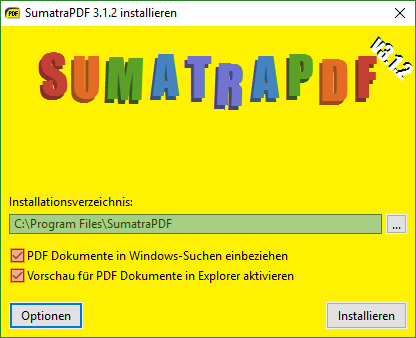 PDF SumatraPDF 3.1.2 installieren
SUMATRAPDF
v3.1.2
Installationsverzeichnis:
C:\Program Files\SumatraPDF
...
PDF Dokumente in Windows-Suchen einbeziehen
Vorschau für PDF Dokumente in Explorer aktivieren
Optionen
Installieren